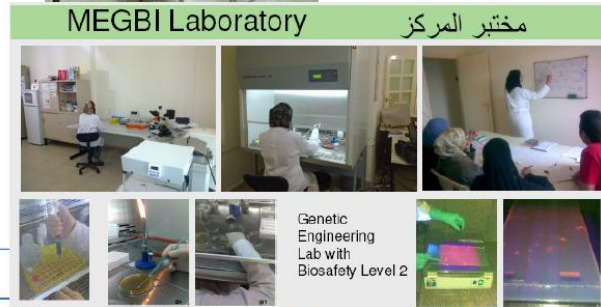 MEGBI Laboratory
مختبر المركز
Genetic
Engineering
Lab with
Biosafety Level 2